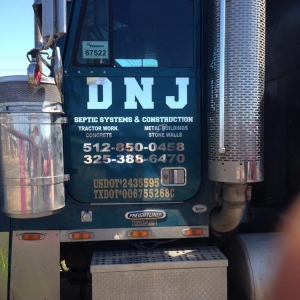 67522
DNJ
SEPTIC SYSTEMS & CONSTRUCTION
TRACTOR WORK METAL BUILDINGS
CONCRETE STONE WALLS
512-850-0458
325-388-6470
USDOT#2435595
TXDOT#006755268C
FREIGHTLINER